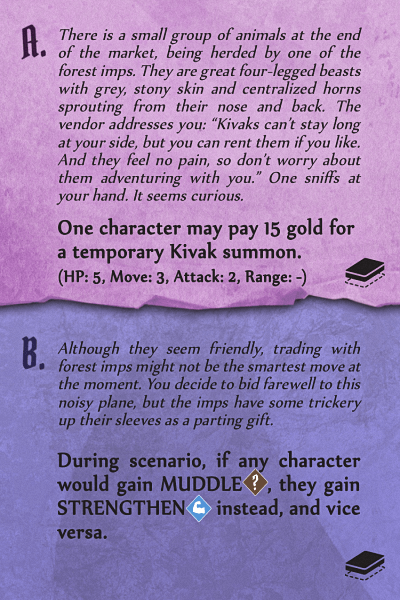 A.
There is a small group of animals at the end
of the market, being herded by one of the
forest imps. They are great four-legged beasts
with grey, stony skin and centralized horns
sprouting from their nose and back. The
vendor addresses you: “Kivaks can’t stay long
at your side, but you can rent them if you like.
And they feel no pain, so don’t worry about
them adventuring with you.” One sniffs at
your hand. It seems curious.
One character may pay 15 gold for
a temporary Kivak summon.
(HP: 5, Move: 3, Attack: 2, Range: -)
B.
Although they seem friendly, trading with
forest imps might not be the smartest move at
the moment. You decide to bid farewell to this
noisy plane, but the imps have some trickery
up their sleeves as a parting gift.
During scenario, if any character
would gain MUDDLE ?, they gain
STRENGTHEN instead, and vice
versa.